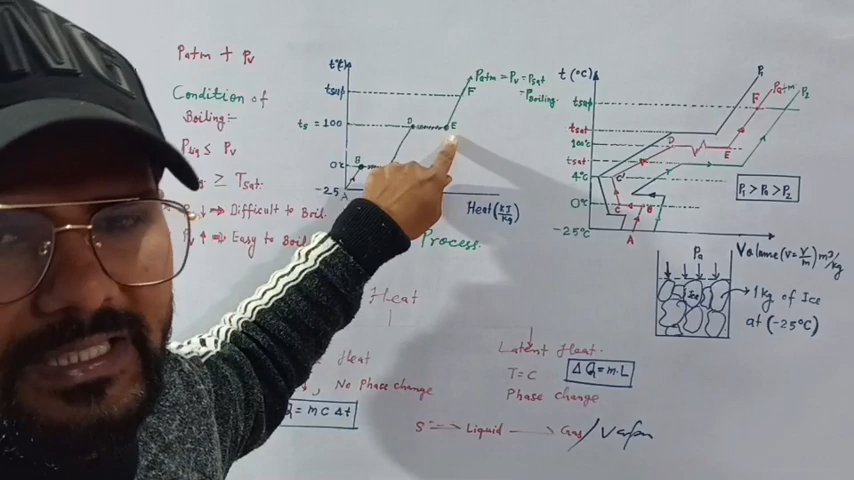 Patm + Pv
Condition of
Boiling:-
Pliq ≤ Pv
≥ Tsat.
↓ ⇒ Difficult to Boil.
↑ ⇒ Easy to Boil
t(°C)
tsup
ts = 100
0°C
-25
A
B
D
E
F
Patm = Pv = Psat
= PBoiling.
Heat (kJ/kg)
Process.
Heat
Heat
, No Phase change
Q = m c Δt
Latent Heat.
T = C
ΔQ = m.L
Phase change
S ⇒ Liquid → Gas / Vapour
t(°C)
tsup
tsat
100°C
tsat
4°C
0°C
-25°C
A
B
C
C'
D
E
F
P1
Patm
P2
P1 > P0 > P2
Volume (v = V/m) m³/kg
Pa
Ice
1 kg of Ice
at (-25°C)